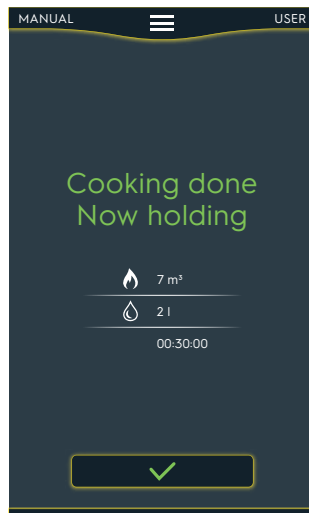 MANUAL
USER
Cooking done
Now holding
7 m³
2 l
00:30:00